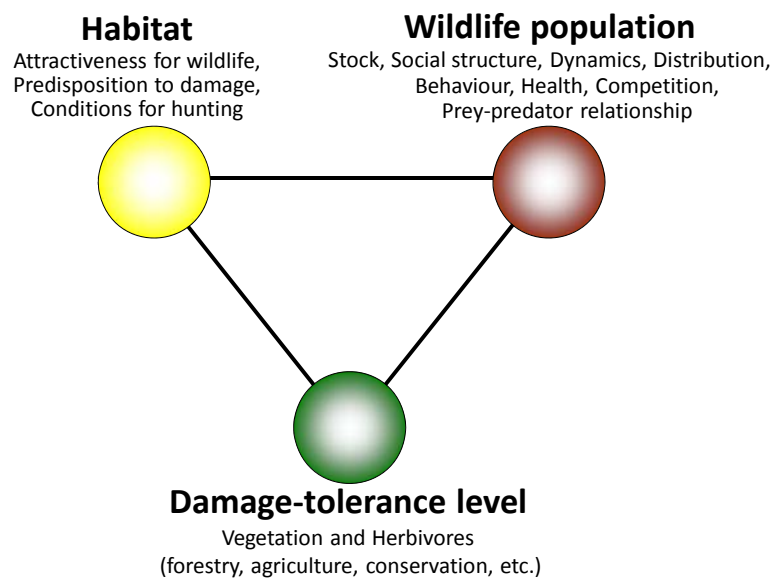 Habitat
Attractiveness for wildlife,
Predisposition to damage,
Conditions for hunting
Wildlife population
Stock, Social structure, Dynamics, Distribution,
Behaviour, Health, Competition,
Prey-predator relationship
Damage-tolerance level
Vegetation and Herbivores
(forestry, agriculture, conservation, etc.)